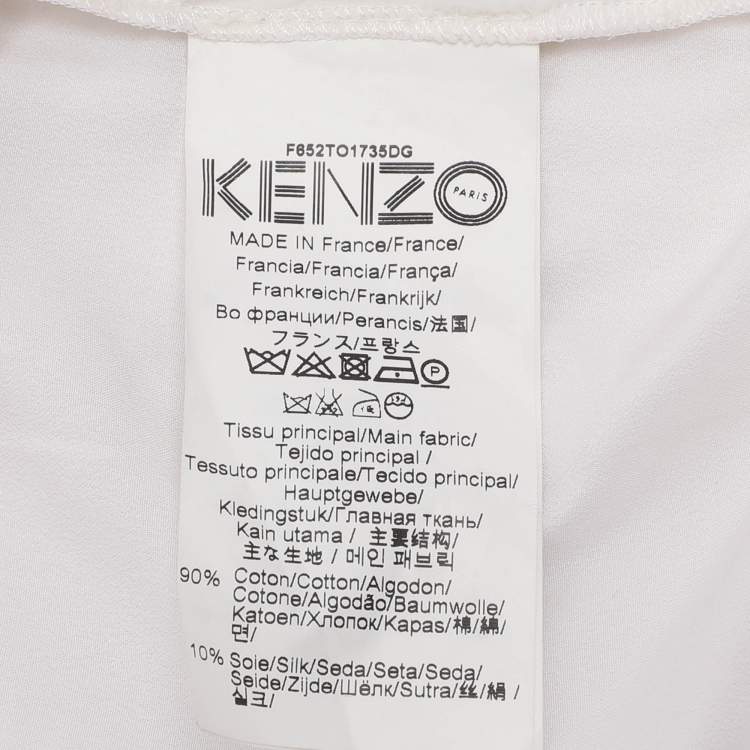 F652TO1735DG
KENZO PARIS
MADE IN France/France/
Francia/Francia/França/
Frankreich/Frankrijk/
Во франции/Perancis/法国/
フランス/프랑스
P
Tissu principal/Main fabric/
Tejido principal /
Tessuto principale/Tecido principal/
Hauptgewebe/
Kledingstuk/Главная ткань/
Kain utama / 主要结构/
主な生地 / 메인 패브릭
90% Coton/Cotton/Algodon/
Cotone/Algodão/Baumwolle/
Katoen/Хлопок/Kapas/棉/綿/
면/
10% Soie/Silk/Seda/Seta/Seda/
Seide/Zijde/Шёлк/Sutra/丝/絹/
실크/